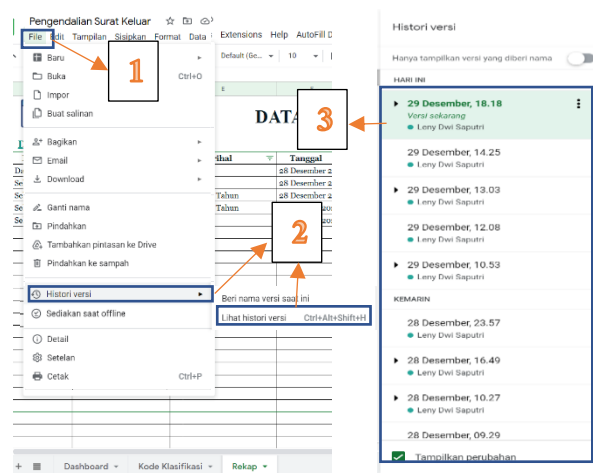 Pengendalian Surat Keluar
File Edit Tampilan Sisipkan Format Data Extensions Help AutoFill
Baru
Buka Ctrl+O
Impor
Buat salinan
Bagikan
Email
Download
Ganti nama
Pindahkan
Tambahkan pintasan ke Drive
Pindahkan ke sampah
Histori versi
Sediakan saat offline
Detail
Setelan
Cetak Ctrl+P
Default (Ge... 10
E
Tanggal
28 Desember 2
28 Desember 2
Tahun 28 Desember
Tahun
1
2
3
Beri nama versi saat ini
Lihat histori versi Ctrl+Alt+Shift+H
+ Dashboard Kode Klasifikasi Rekap
Histori versi
Hanya tampilkan versi yang diberi nama
HARI INI
29 Desember, 18.18
Versi sekarang
Leny Dwi Saputri
29 Desember, 14.25
Leny Dwi Saputri
29 Desember, 13.03
Leny Dwi Saputri
29 Desember, 12.08
Leny Dwi Saputri
29 Desember, 10.53
Leny Dwi Saputri
KEMARIN
28 Desember, 23.57
Leny Dwi Saputri
28 Desember, 16.49
Leny Dwi Saputri
28 Desember, 10.27
Leny Dwi Saputri
28 Desember, 09.29
Tampilkan perubahan